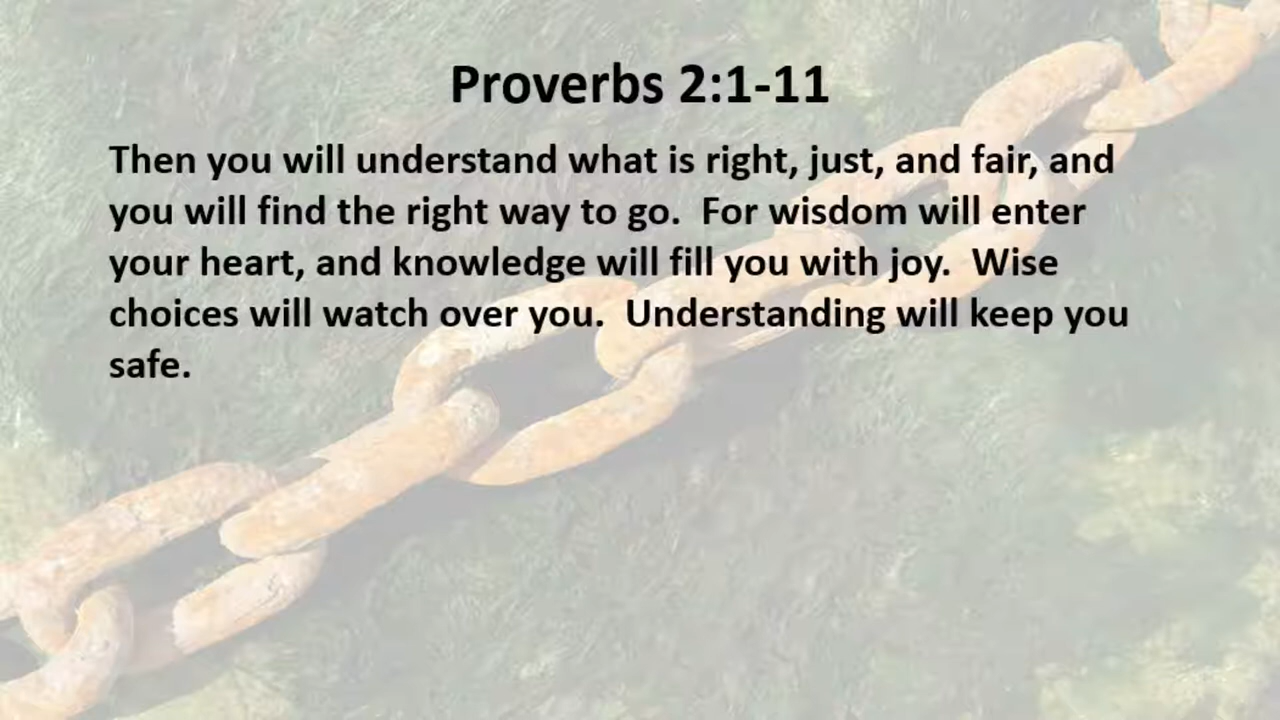 Proverbs 2:1-11
Then you will understand what is right, just, and fair, and
you will find the right way to go.  For wisdom will enter
your heart, and knowledge will fill you with joy.  Wise
choices will watch over you.  Understanding will keep you
safe.